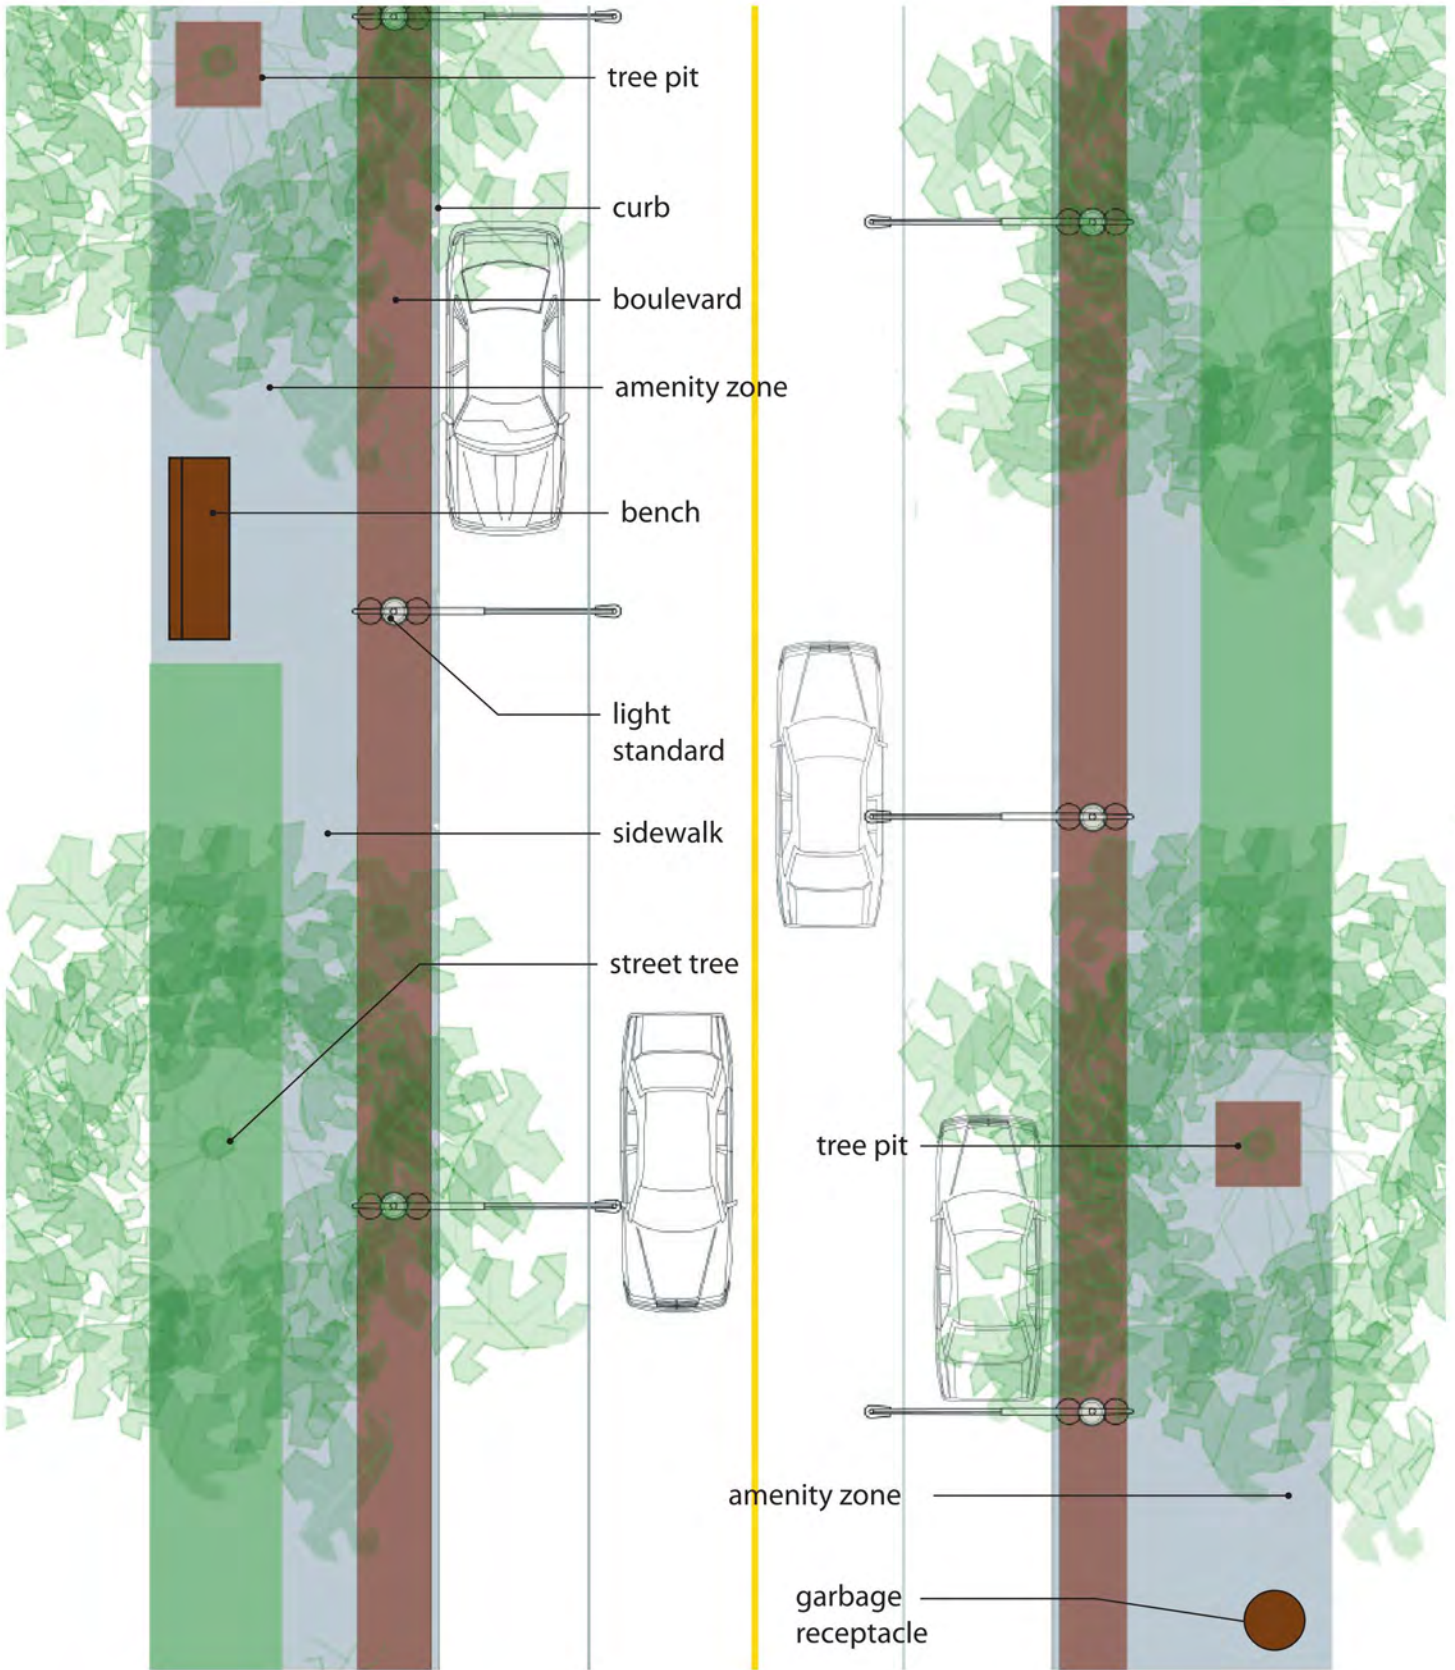 tree pit
curb
boulevard
amenity zone
bench
light
standard
sidewalk
street tree
tree pit
amenity zone
garbage
receptacle